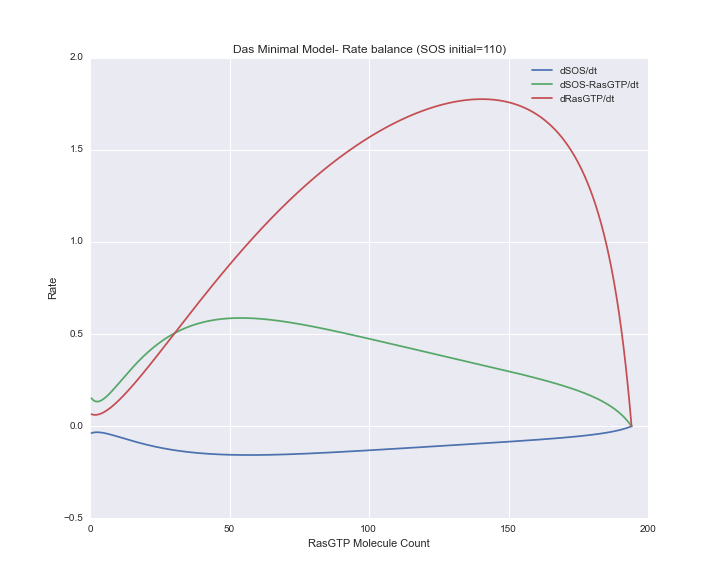 Das Minimal Model- Rate balance (SOS initial=110)
2.0
dSOS/dt
dSOS-RasGTP/dt
dRasGTP/dt
1.5
1.0
Rate
0.5
0.0
−0.5
0 50 100 150 200
RasGTP Molecule Count